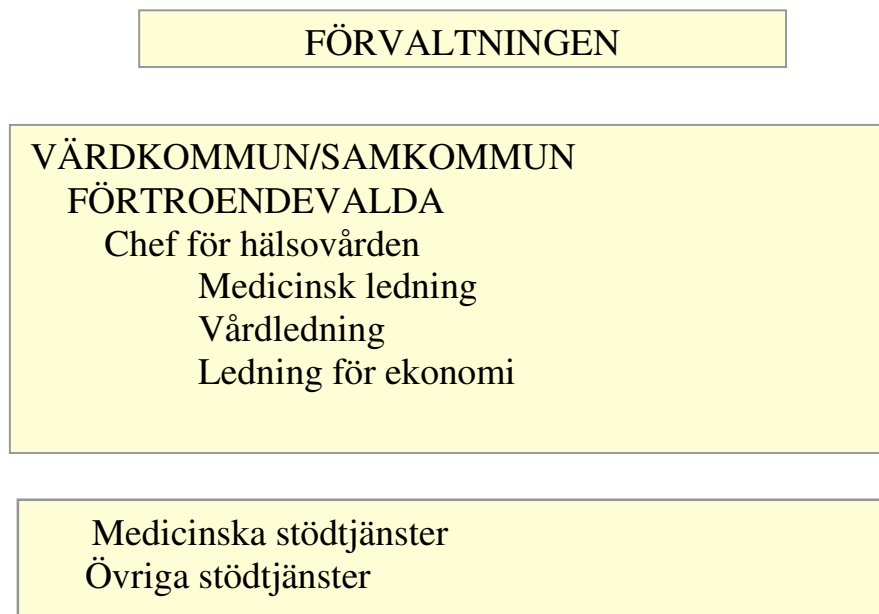 FÖRVALTNINGEN
VÄRDKOMMUN/SAMKOMMUN
FÖRTROENDEVALDA
Chef för hälsovården
Medicinsk ledning
Vårdledning
Ledning för ekonomi
Medicinska stödtjänster
Övriga stödtjänster